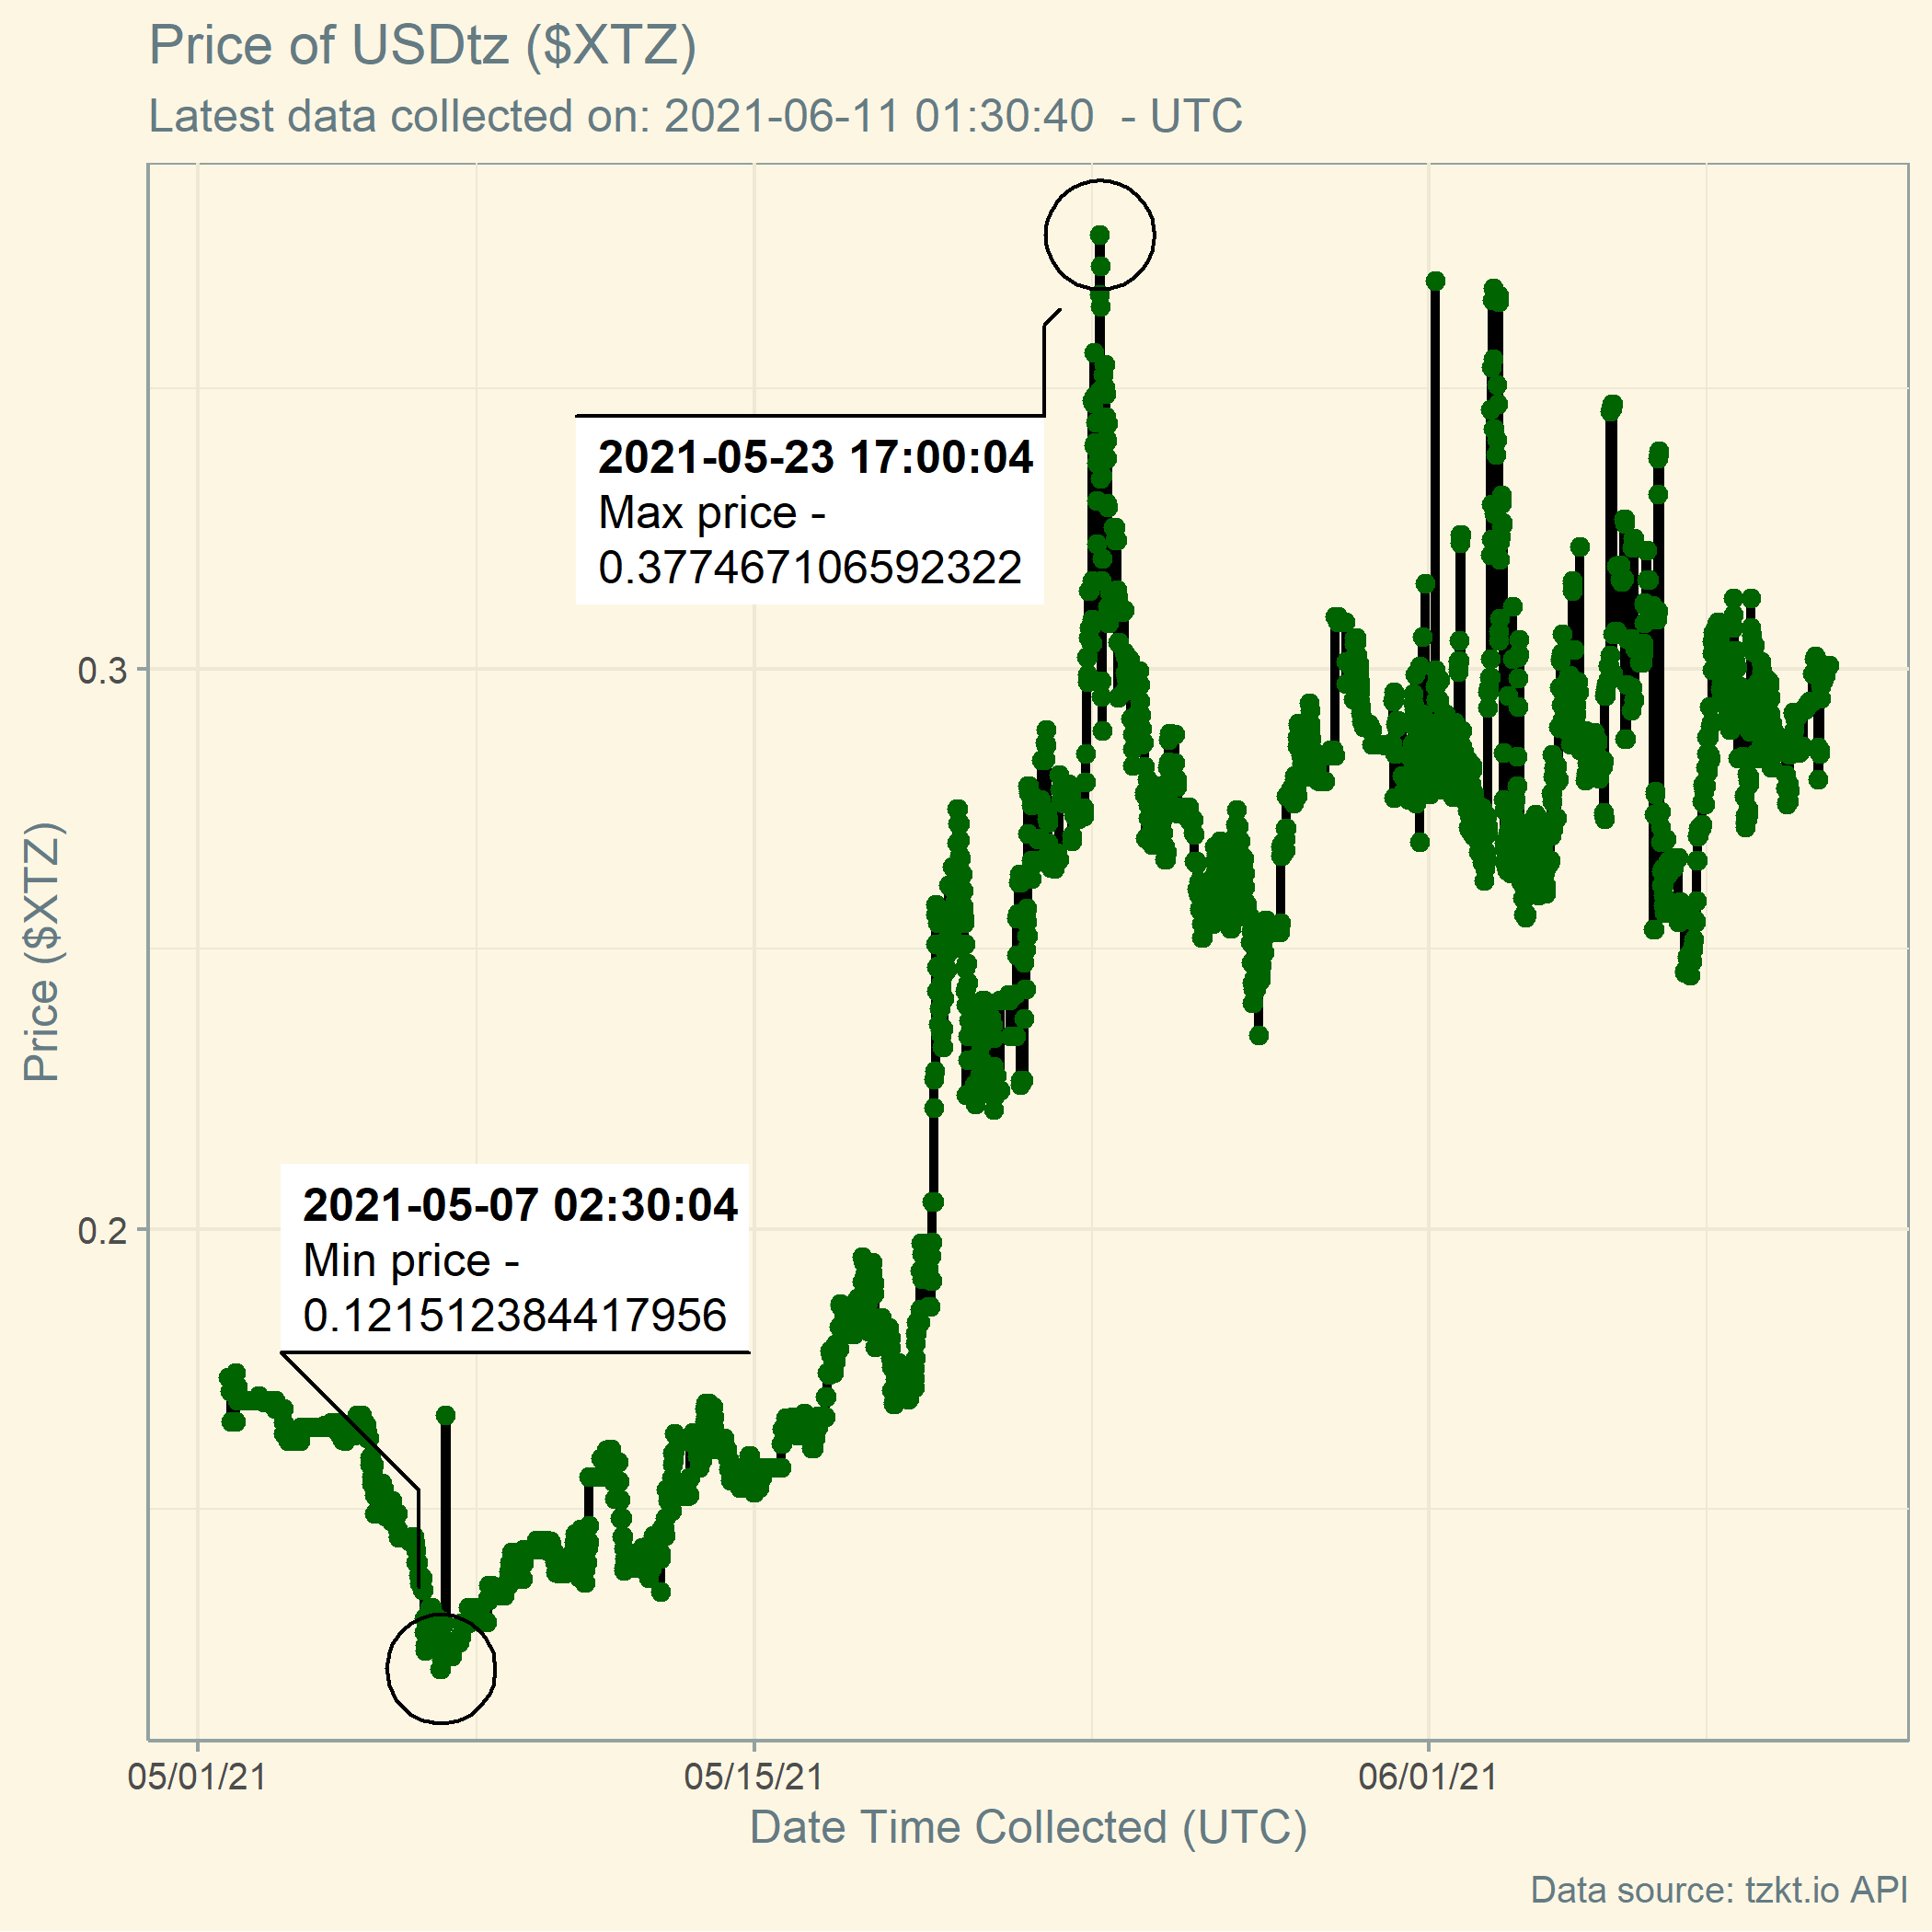 Price of USDtz ($XTZ)
Latest data collected on: 2021-06-11 01:30:40  - UTC
2021-05-23 17:00:04
Max price -
0.377467106592322
0.3
Price ($XTZ)
0.2
2021-05-07 02:30:04
Min price -
0.121512384417956
05/01/21
05/15/21
06/01/21
Date Time Collected (UTC)
Data source: tzkt.io API